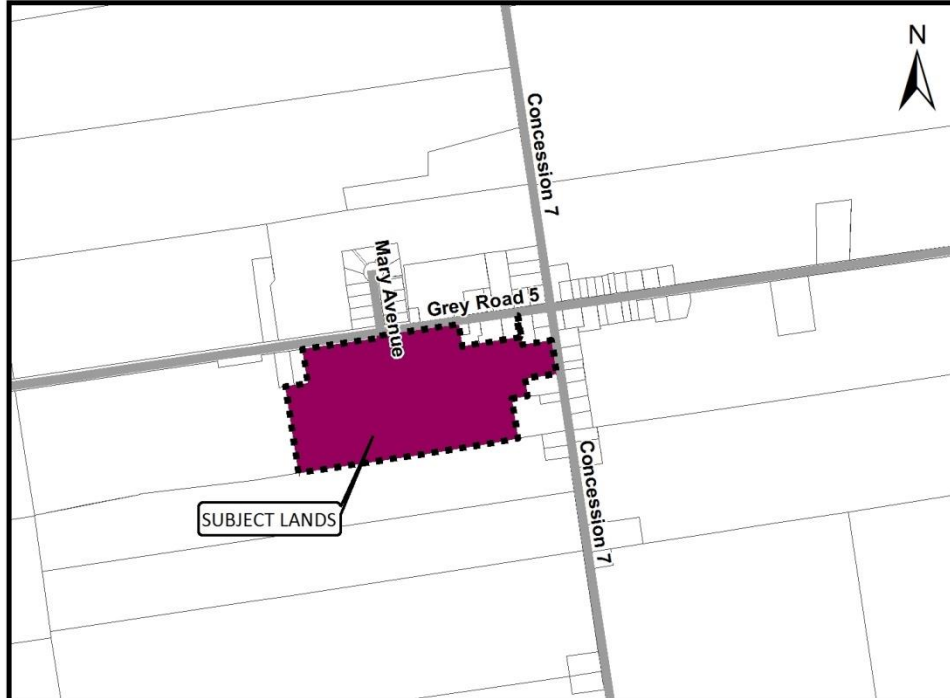 N
Concession 7
Mary Avenue
Grey Road 5
Concession 7
SUBJECT LANDS